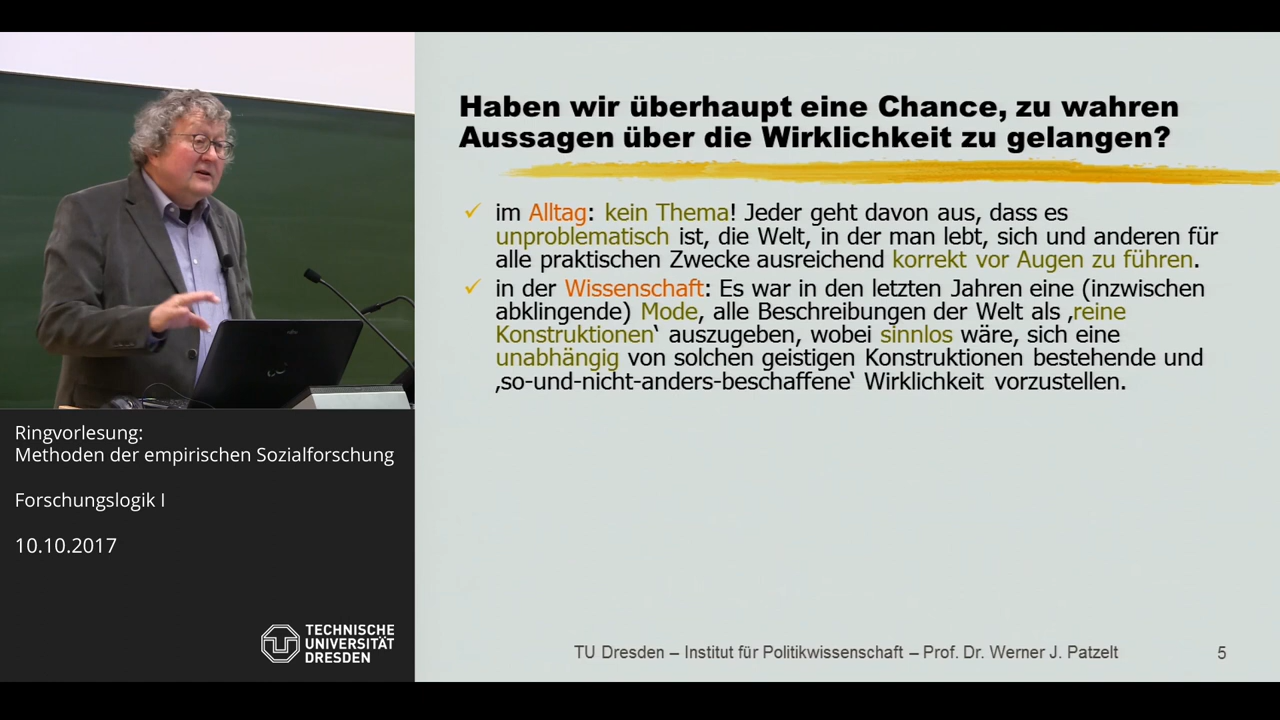 Haben wir überhaupt eine Chance, zu wahren
Aussagen über die Wirklichkeit zu gelangen?
im Alltag: kein Thema! Jeder geht davon aus, dass es
unproblematisch ist, die Welt, in der man lebt, sich und anderen für
alle praktischen Zwecke ausreichend korrekt vor Augen zu führen.
in der Wissenschaft: Es war in den letzten Jahren eine (inzwischen
abklingende) Mode, alle Beschreibungen der Welt als ‚reine
Konstruktionen‘ auszugeben, wobei sinnlos wäre, sich eine
unabhängig von solchen geistigen Konstruktionen bestehende und
‚so-und-nicht-anders-beschaffene‘ Wirklichkeit vorzustellen.
TU Dresden – Institut für Politikwissenschaft – Prof. Dr. Werner J. Patzelt
5
Ringvorlesung:
Methoden der empirischen Sozialforschung
Forschungslogik I
10.10.2017
TECHNISCHE
UNIVERSITÄT
DRESDEN